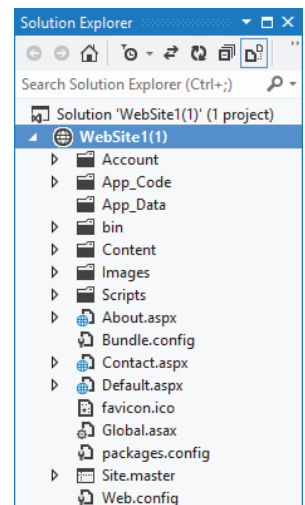 Solution Explorer
Search Solution Explorer (Ctrl+;)
Solution 'WebSite1(1)' (1 project)
WebSite1(1)
Account
App_Code
App_Data
bin
Content
Images
Scripts
About.aspx
Bundle.config
Contact.aspx
Default.aspx
favicon.ico
Global.asax
packages.config
Site.master
Web.config